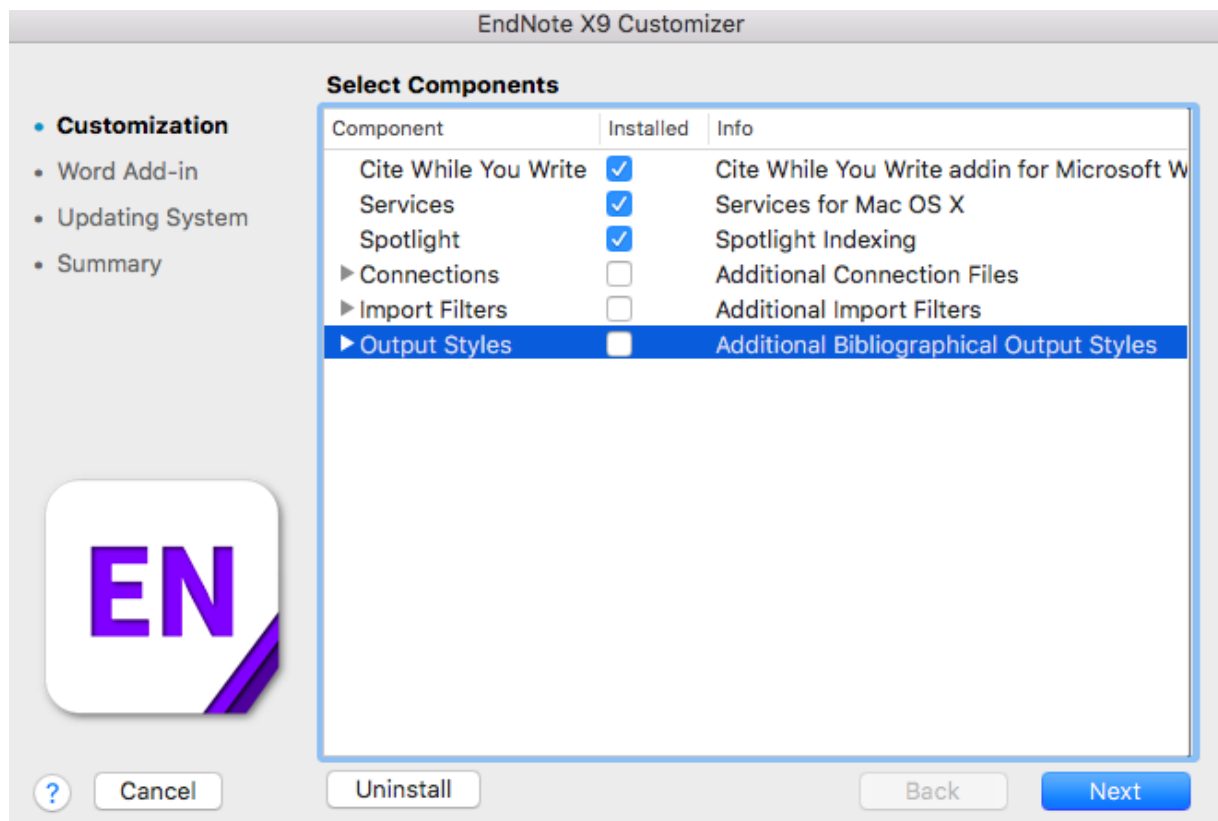 EndNote X9 Customizer
Select Components
• Customization
• Word Add-in
• Updating System
• Summary
Component Installed Info
Cite While You Write Cite While You Write addin for Microsoft W
Services Services for Mac OS X
Spotlight Spotlight Indexing
Connections Additional Connection Files
Import Filters Additional Import Filters
Output Styles Additional Bibliographical Output Styles
EN
? Cancel Uninstall Back Next